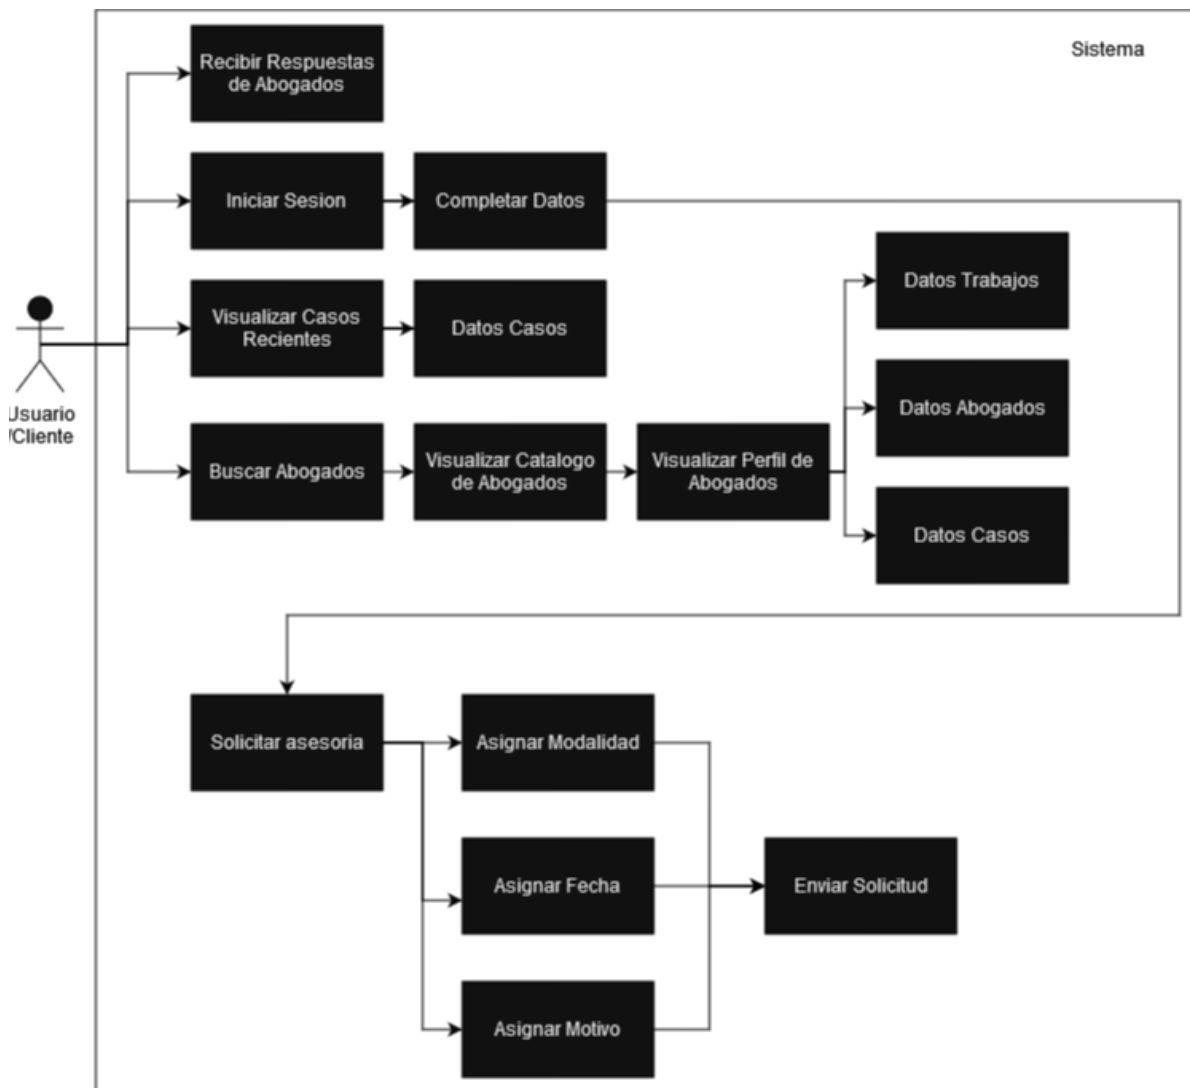 Sistema
Recibir Respuestas
de Abogados
Iniciar Sesion
Completar Datos
Visualizar Casos
Recientes
Datos Casos
Datos Trabajos
Datos Abogados
Datos Casos
Usuario
/Cliente
Buscar Abogados
Visualizar Catalogo
de Abogados
Visualizar Perfil de
Abogados
Solicitar asesoria
Asignar Modalidad
Asignar Fecha
Asignar Motivo
Enviar Solicitud